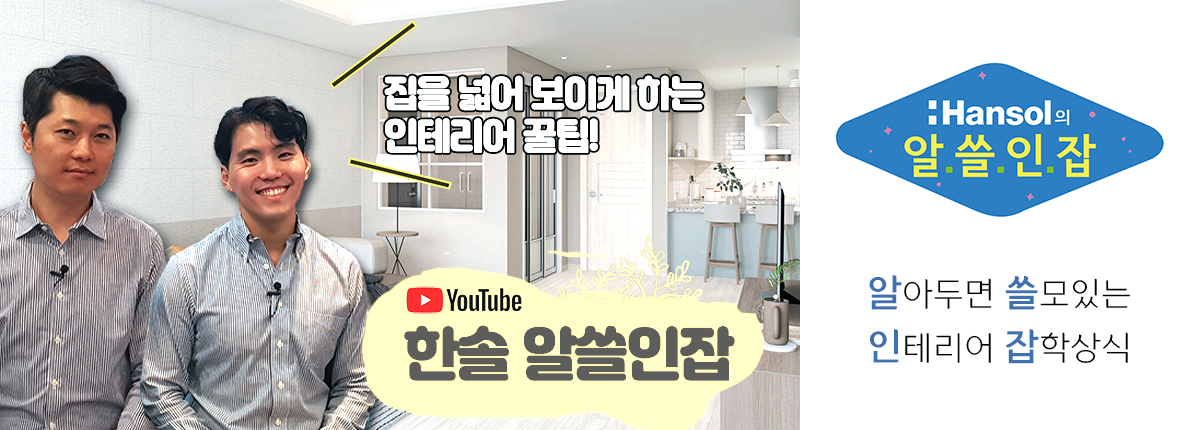 집을 넓어 보이게 하는
인테리어 꿀팁!
YouTube
한솔 알쓸인잡
Hansol의
알.쓸.인.잡
알아두면 쓸모있는
인테리어 잡학상식